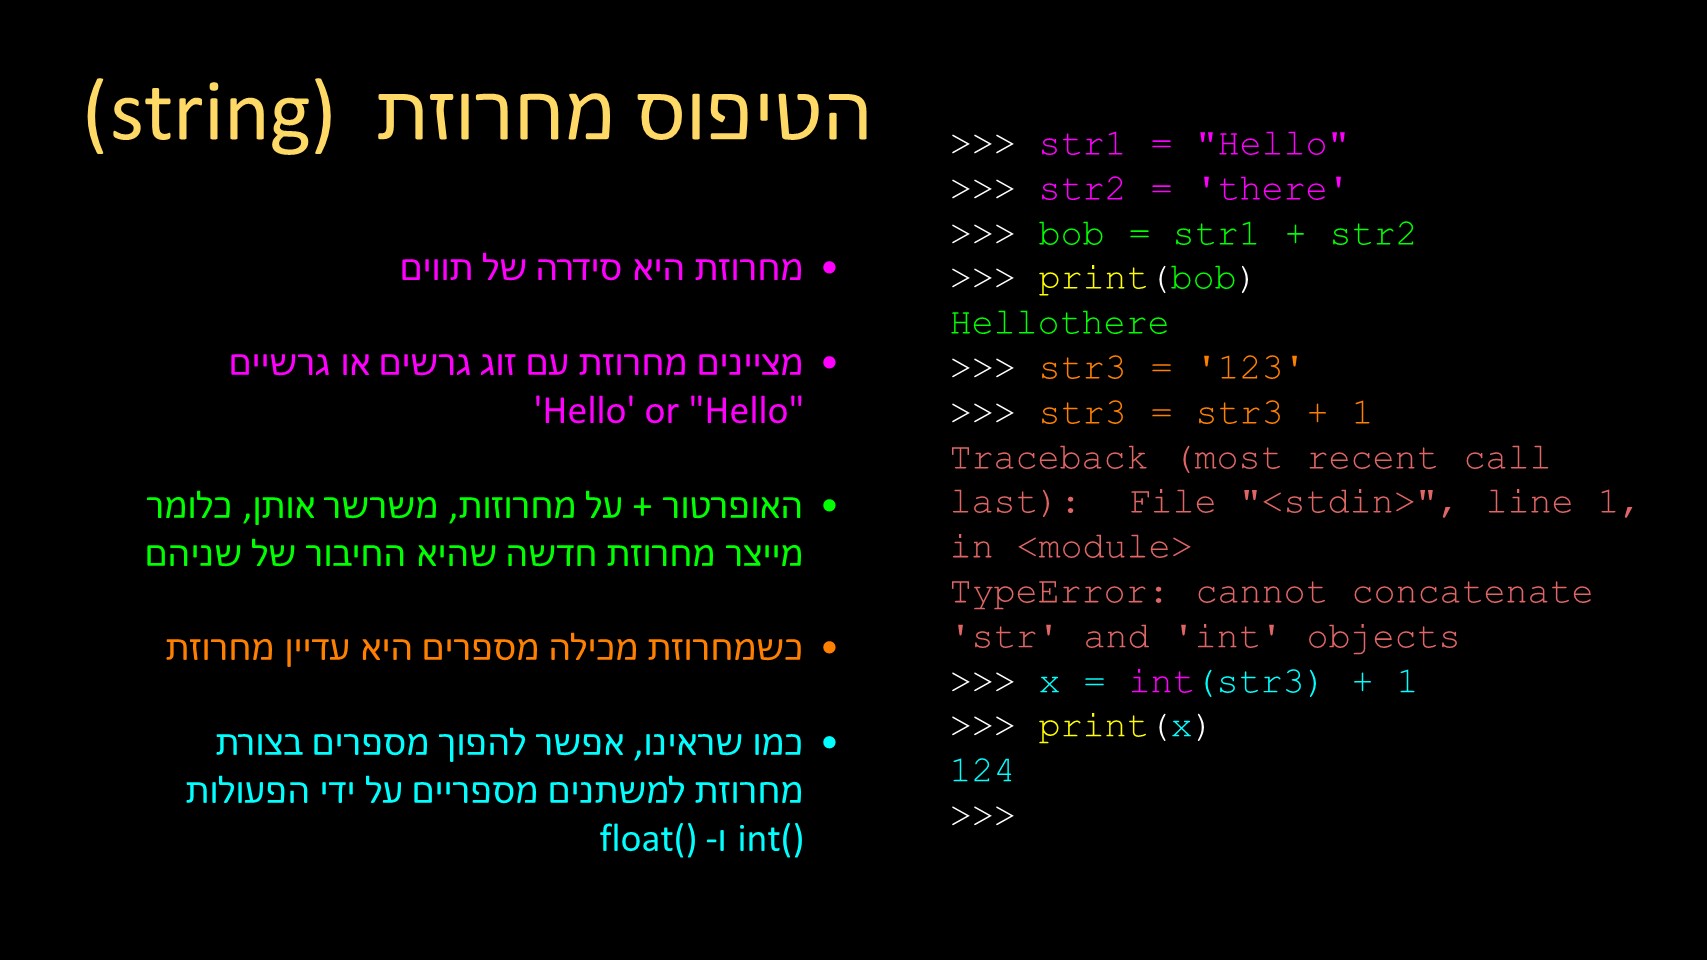 הטיפוס מחרוזת (string)
• מחרוזת היא סידרה של תווים
• מציינים מחרוזת עם זוג גרשים או גרשיים
'Hello' or "Hello"
• האופרטור + על מחרוזות, משרשר אותן, כלומר
מייצר מחרוזת חדשה שהיא החיבור של שניהם
• כשמחרוזת מכילה מספרים היא עדיין מחרוזת
• כמו שראינו, אפשר להפוך מספרים בצורת
מחרוזת למשתנים מספריים על ידי הפעולות
int() ו- float()
>>> str1 = "Hello"
>>> str2 = 'there'
>>> bob = str1 + str2
>>> print(bob)
Hellothere
>>> str3 = '123'
>>> str3 = str3 + 1
Traceback (most recent call
last):  File "<stdin>", line 1,
in <module>
TypeError: cannot concatenate
'str' and 'int' objects
>>> x = int(str3) + 1
>>> print(x)
124
>>>